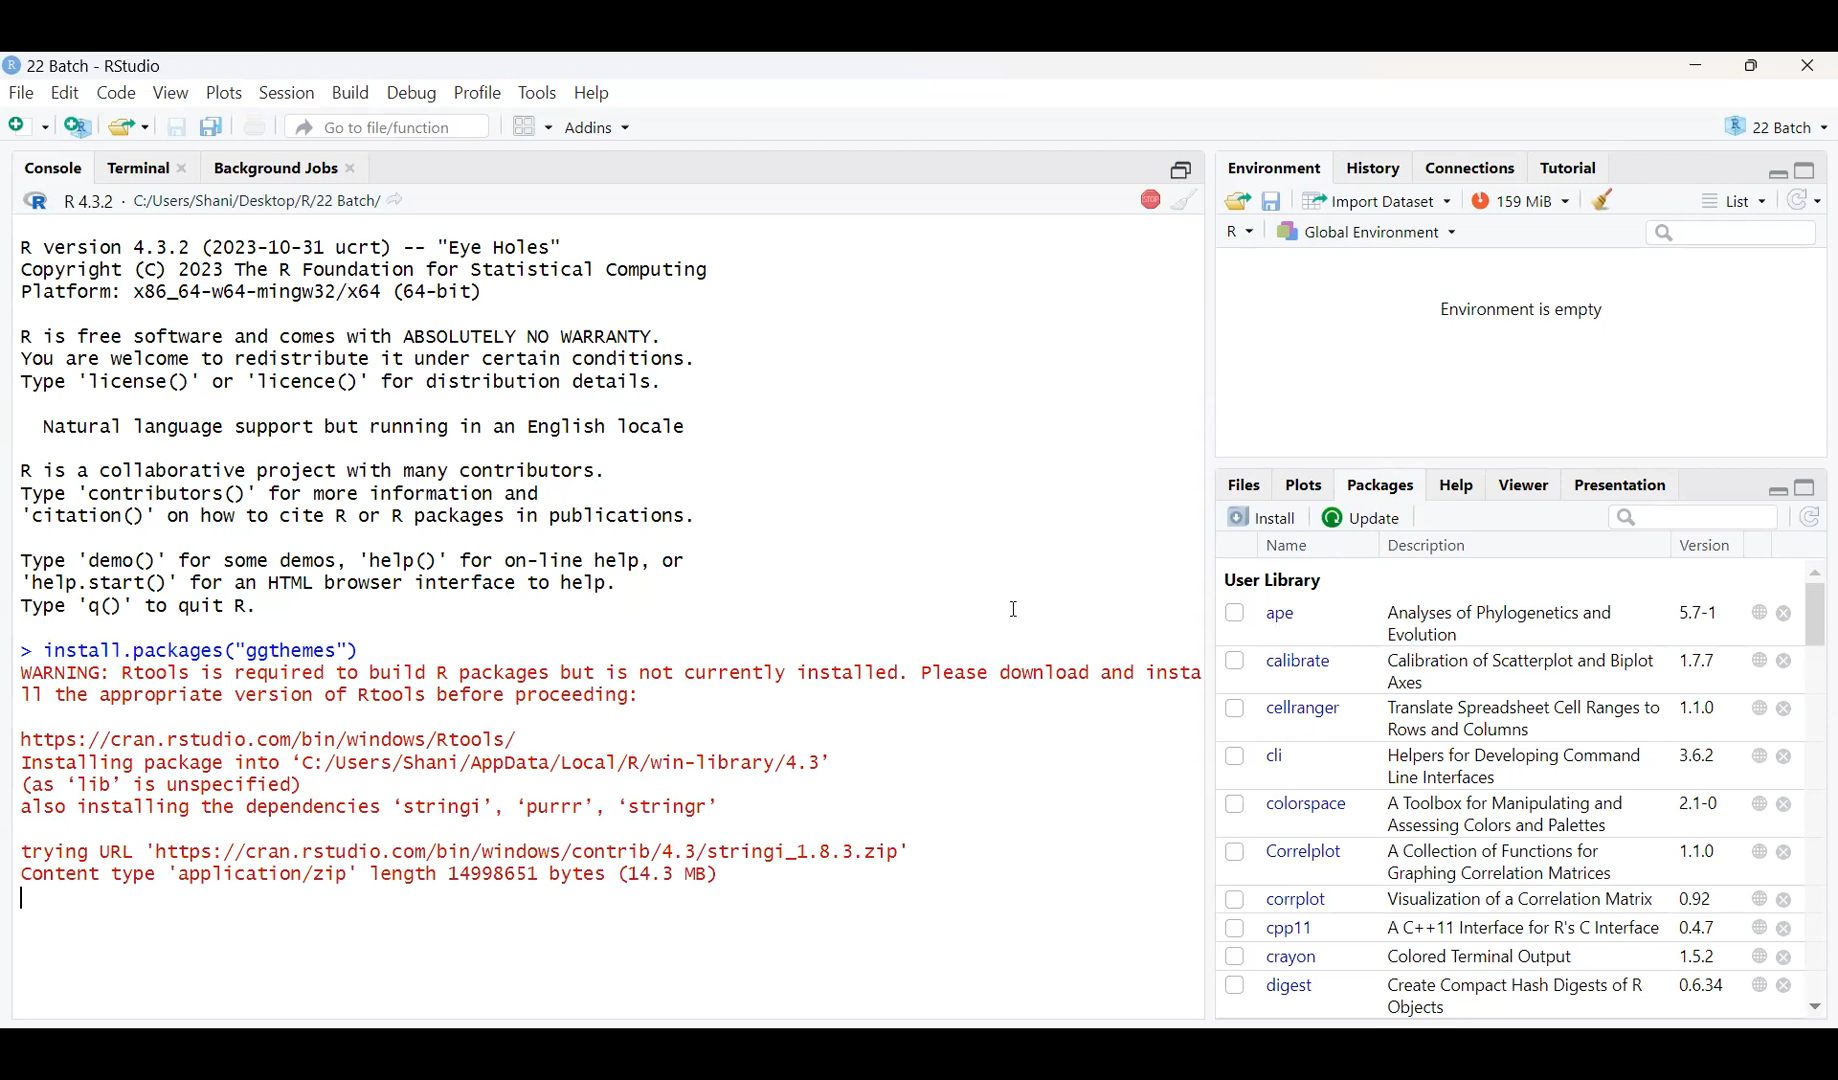 22 Batch - RStudio
File Edit Code View Plots Session Build Debug Profile Tools Help
Go to file/function Addins 22 Batch
Console Terminal Background Jobs
R 4.3.2 · C:/Users/Shani/Desktop/R/22 Batch/
R version 4.3.2 (2023-10-31 ucrt) -- "Eye Holes"
Copyright (C) 2023 The R Foundation for Statistical Computing
Platform: x86_64-w64-mingw32/x64 (64-bit)
R is free software and comes with ABSOLUTELY NO WARRANTY.
You are welcome to redistribute it under certain conditions.
Type 'license()' or 'licence()' for distribution details.
Natural language support but running in an English locale
R is a collaborative project with many contributors.
Type 'contributors()' for more information and
'citation()' on how to cite R or R packages in publications.
Type 'demo()' for some demos, 'help()' for on-line help, or
'help.start()' for an HTML browser interface to help.
Type 'q()' to quit R.
> install.packages("ggthemes")
WARNING: Rtools is required to build R packages but is not currently installed. Please download and insta
ll the appropriate version of Rtools before proceeding:
https://cran.rstudio.com/bin/windows/Rtools/
Installing package into ‘C:/Users/Shani/AppData/Local/R/win-library/4.3’
(as ‘lib’ is unspecified)
also installing the dependencies ‘stringi’, ‘purrr’, ‘stringr’
trying URL 'https://cran.rstudio.com/bin/windows/contrib/4.3/stringi_1.8.3.zip'
Content type 'application/zip' length 14998651 bytes (14.3 MB)
Environment History Connections Tutorial
Import Dataset 159 MiB List
R Global Environment
Environment is empty
Files Plots Packages Help Viewer Presentation
Install Update
Name Description Version
User Library
ape Analyses of Phylogenetics and 5.7-1
Evolution
calibrate Calibration of Scatterplot and Biplot 1.7.7
Axes
cellranger Translate Spreadsheet Cell Ranges to 1.1.0
Rows and Columns
cli Helpers for Developing Command 3.6.2
Line Interfaces
colorspace A Toolbox for Manipulating and 2.1-0
Assessing Colors and Palettes
Correlplot A Collection of Functions for 1.1.0
Graphing Correlation Matrices
corrplot Visualization of a Correlation Matrix 0.92
cpp11 A C++11 Interface for R's C Interface 0.4.7
crayon Colored Terminal Output 1.5.2
digest Create Compact Hash Digests of R 0.6.34
Objects